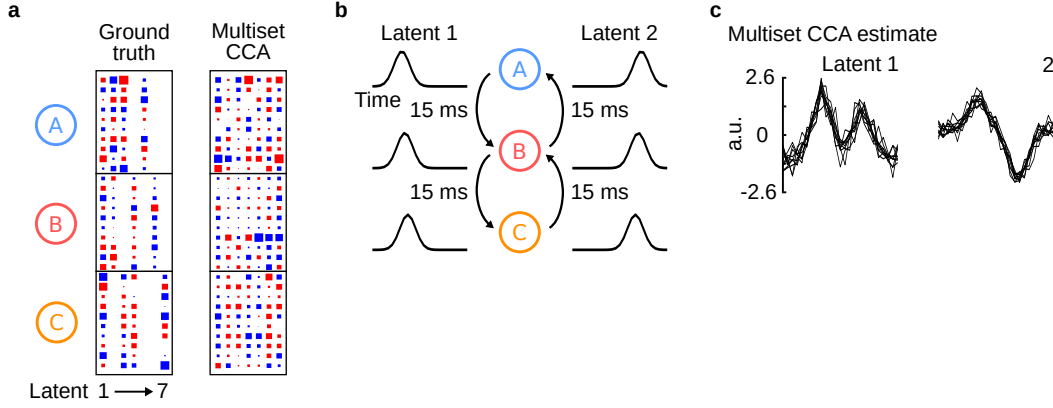 a
Ground truth
Multiset CCA
A
B
C
Latent 1 7
b
Latent 1
Latent 2
A
Time
15 ms
15 ms
B
15 ms
15 ms
C
c
Multiset CCA estimate
Latent 1
2
2.6
0
-2.6
a.u.